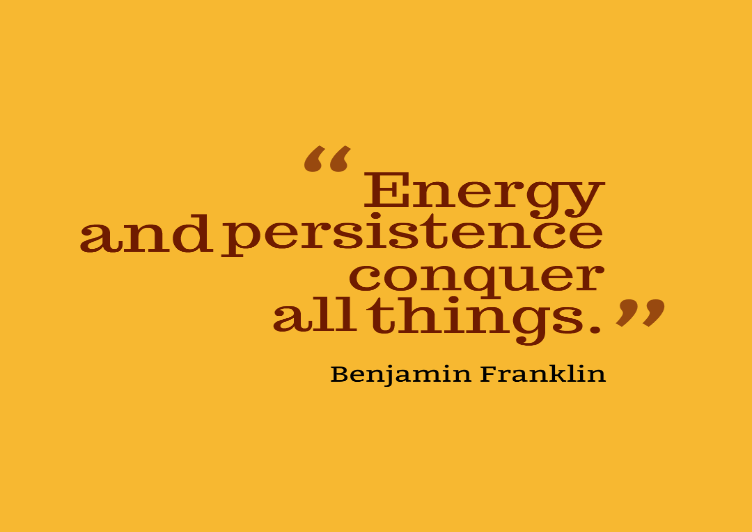 “ Energy
and persistence
conquer
all things. ”
Benjamin Franklin